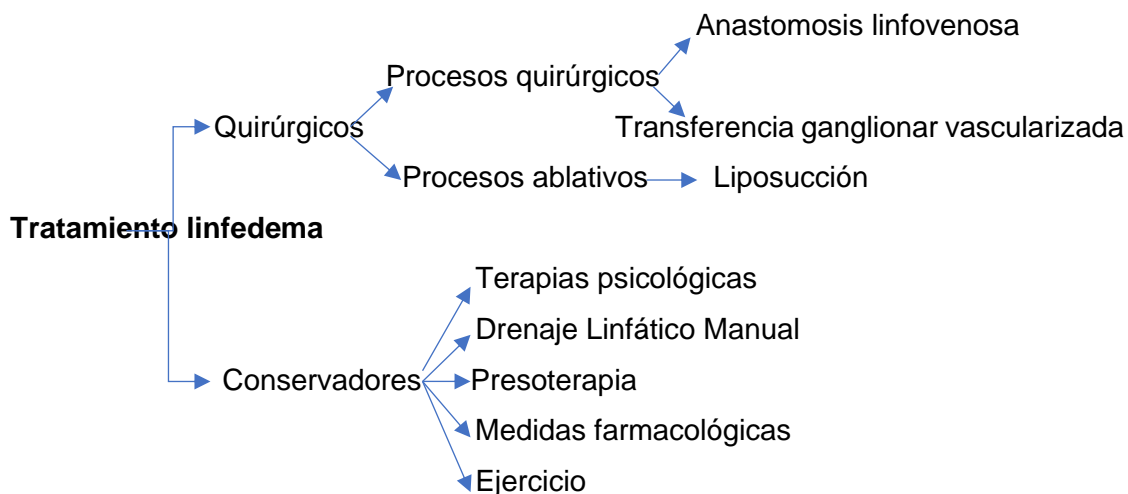 Anastomosis linfovenosa
Procesos quirúrgicos
Quirúrgicos
Transferencia ganglionar vascularizada
Procesos ablativos
Liposucción
Tratamiento linfedema
Terapias psicológicas
Drenaje Linfático Manual
Conservadores
Presoterapia
Medidas farmacológicas
Ejercicio